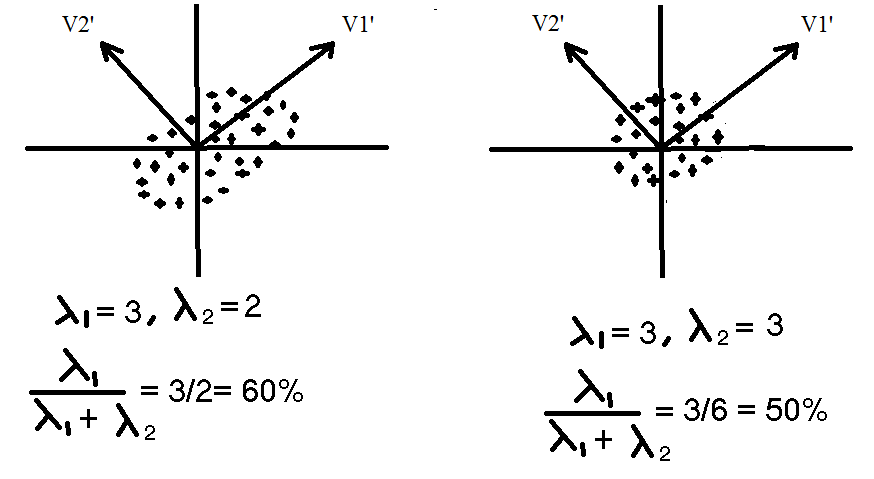 V2' V1'
V2' V1'
λ1 = 3, λ2 = 2
λ1 / λ1 + λ2 = 3/2= 60%
λ1 = 3, λ2 = 3
λ1 / λ1 + λ2 = 3/6 = 50%